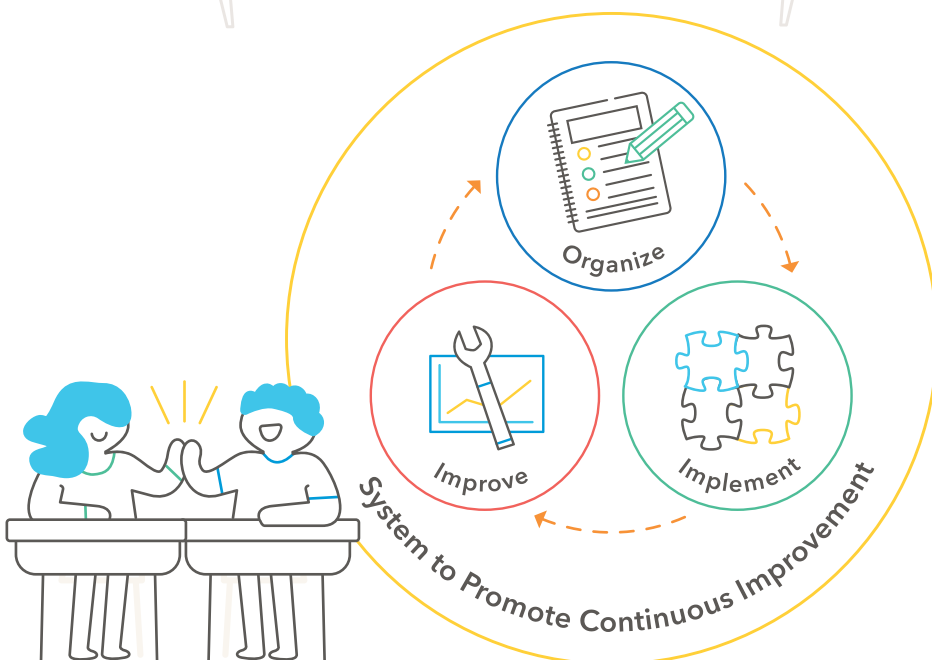 Organize
Improve
Implement
System to Promote Continuous Improvement